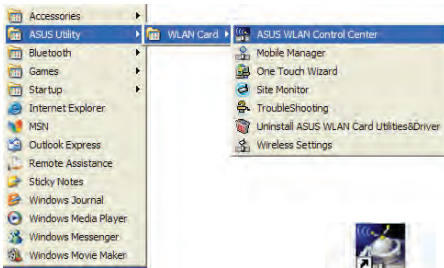 Accessories
ASUS Utility
Bluetooth
Games
Startup
Internet Explorer
MSN
Outlook Express
Remote Assistance
Sticky Notes
Windows Journal
Windows Media Player
Windows Messenger
Windows Movie Maker
WLAN Card
ASUS WLAN Control Center
Mobile Manager
One Touch Wizard
Site Monitor
TroubleShooting
Uninstall ASUS WLAN Card Utilities&Driver
Wireless Settings